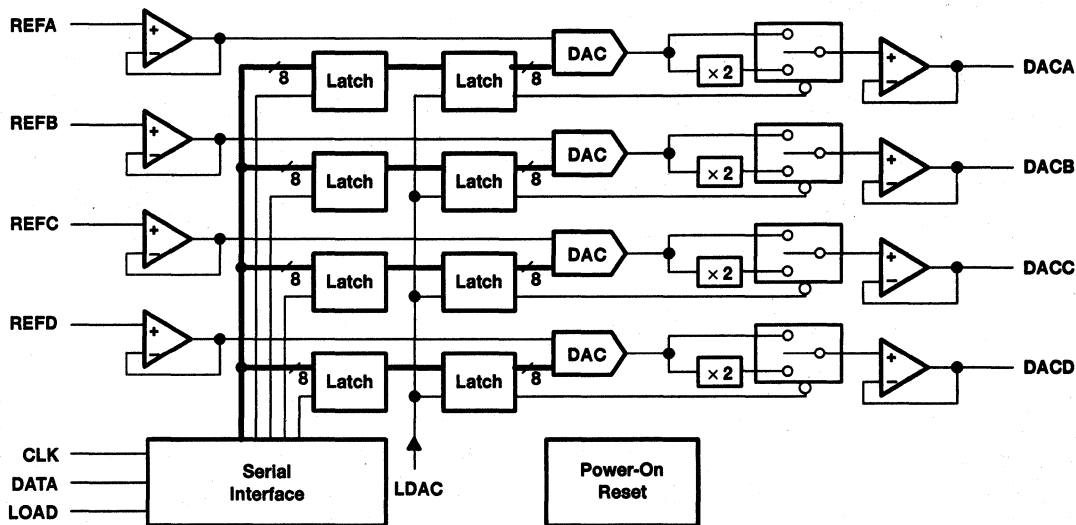 REFA
+
−
DAC
× 2
+
−
DACA
8
Latch
Latch
8
REFB
+
−
DAC
× 2
+
−
DACB
8
Latch
Latch
8
REFC
+
−
DAC
× 2
+
−
DACC
8
Latch
Latch
8
REFD
+
−
DAC
× 2
+
−
DACD
8
Latch
Latch
8
CLK
DATA
LOAD
Serial
Interface
LDAC
Power-On
Reset